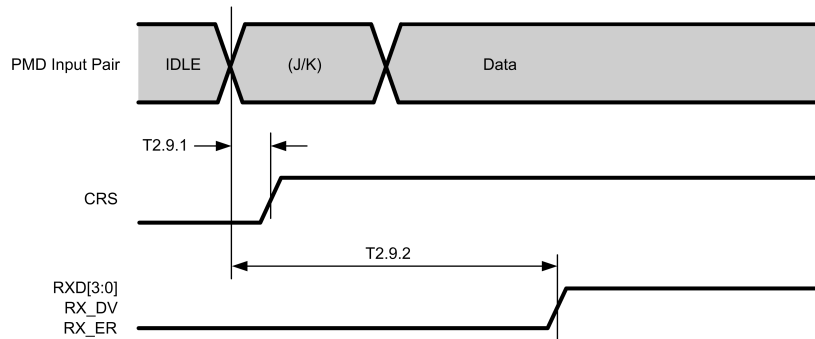 PMD Input Pair IDLE (J/K) Data
T2.9.1
CRS
T2.9.2
RXD[3:0]
RX_DV
RX_ER